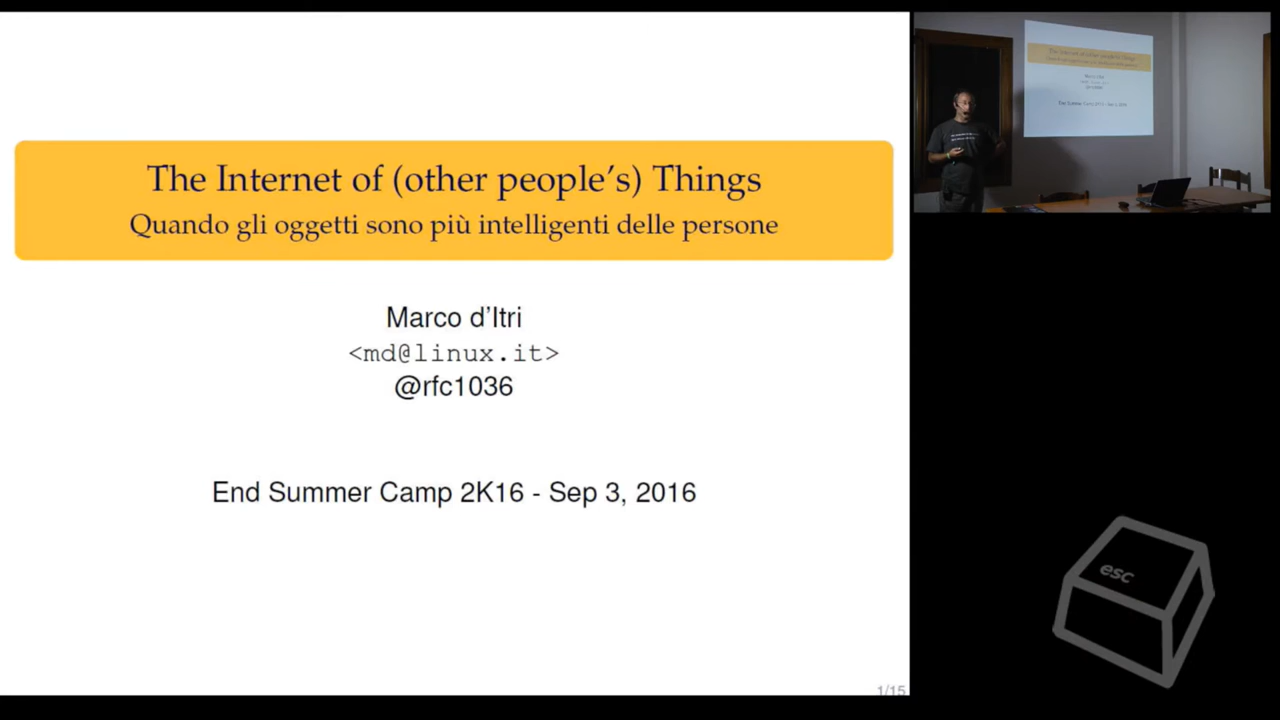 The Internet of (other people's) Things
Quando gli oggetti sono più intelligenti delle persone
Marco d'Itri
<md@linux.it>
@rfc1036
End Summer Camp 2K16 - Sep 3, 2016
1/15
esc